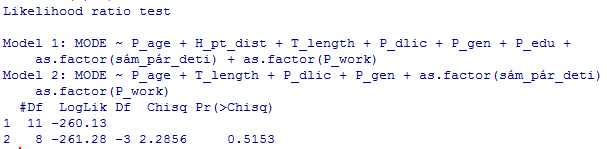 Likelihood ratio test
Model 1: MODE ~ P_age + H_pt_dist + T_length + P_dlic + P_gen + P_edu +
as.factor(sám_pár_deti) + as.factor(P_work)
Model 2: MODE ~ P_age + T_length + P_dlic + P_gen + as.factor(sám_pár_deti)
as.factor(P_work)
#Df LogLik Df Chisq Pr(>Chisq)
1 11 -260.13
2 8 -261.28 -3 2.2856 0.5153